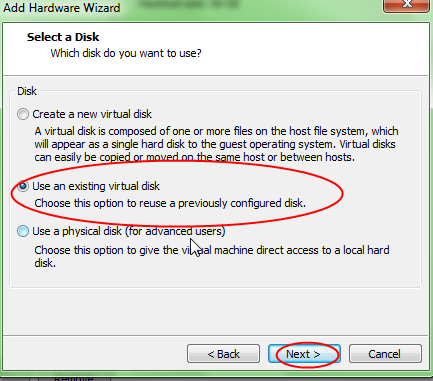 Add Hardware Wizard
Select a Disk
Which disk do you want to use?
Disk
Create a new virtual disk
A virtual disk is composed of one or more files on the host file system, which
will appear as a single hard disk to the guest operating system. Virtual disks
can easily be copied or moved on the same host or between hosts.
Use an existing virtual disk
Choose this option to reuse a previously configured disk.
Use a physical disk (for advanced users)
Choose this option to give the virtual machine direct access to a local hard
disk.
< Back
Next >
Cancel
Remove